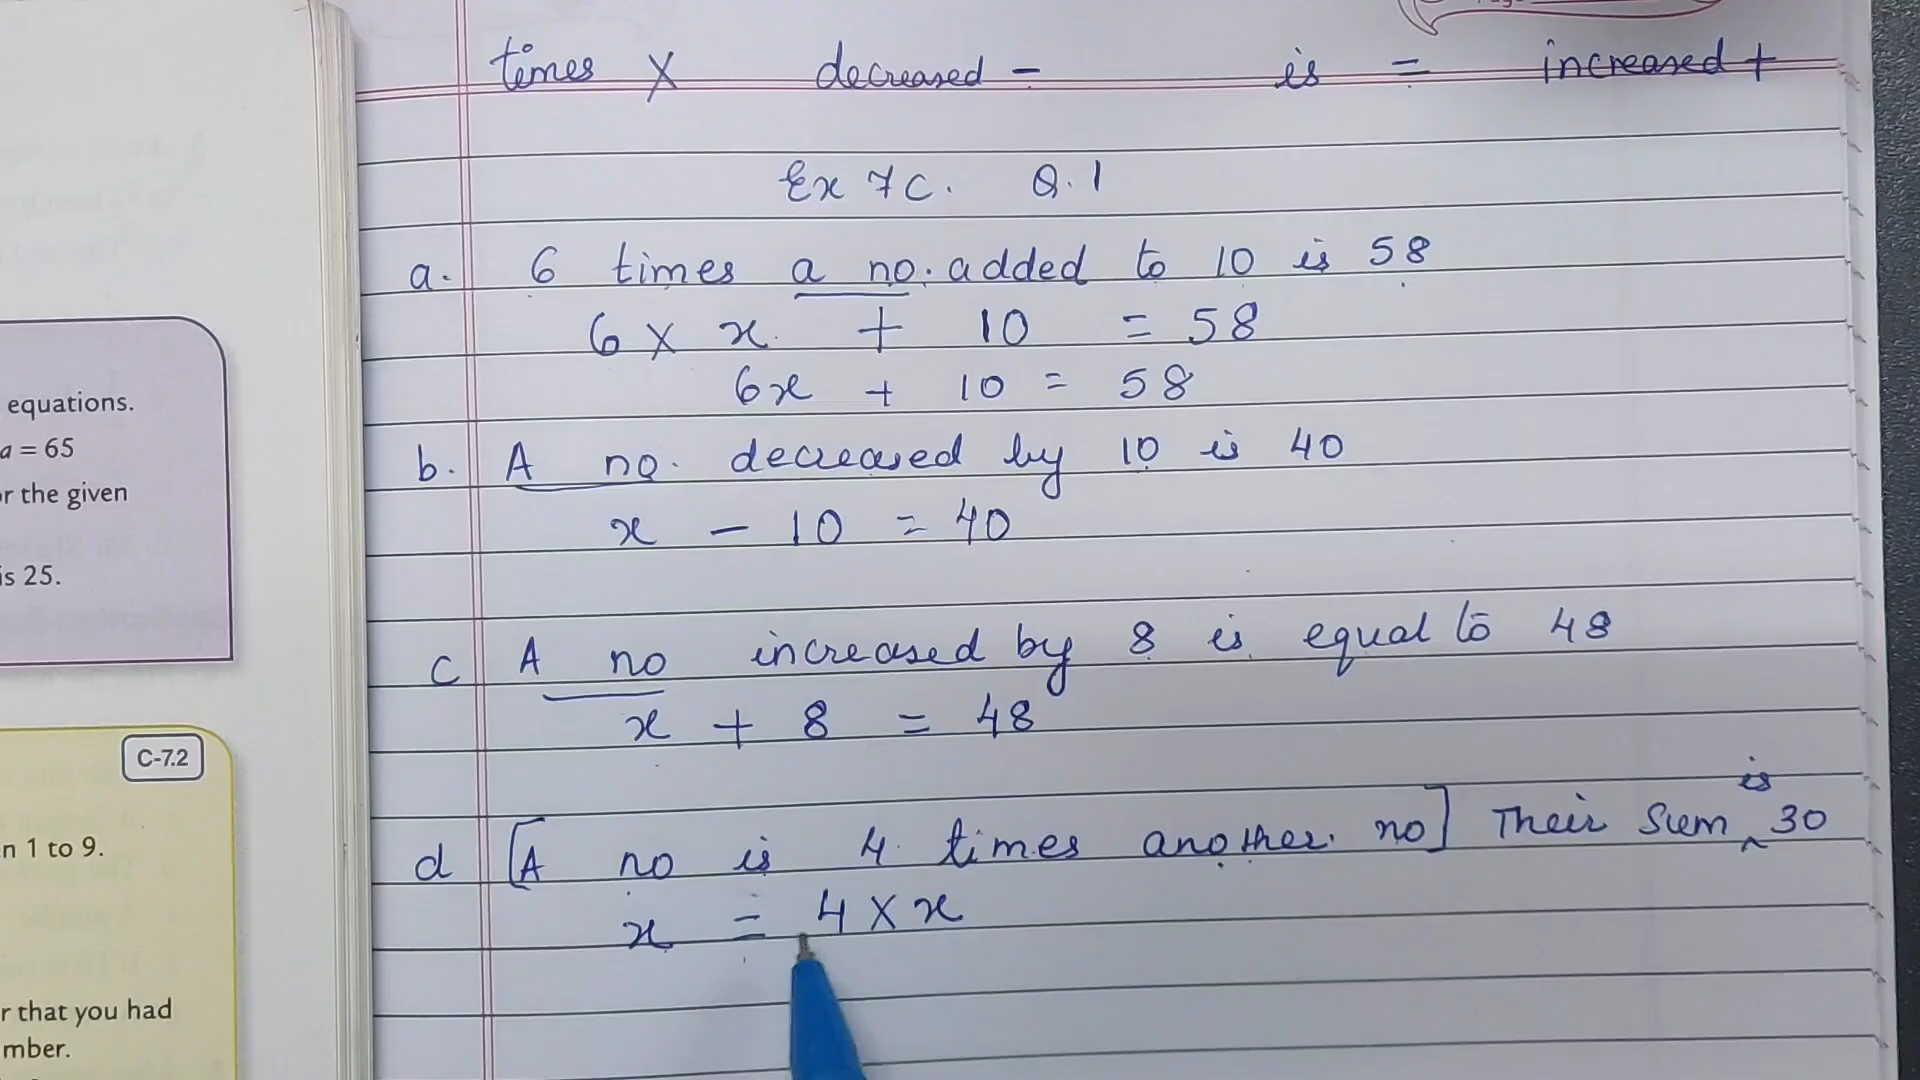 times × decreased - is = increased +
Ex 7C. Q.1
a. 6 times a no. added to 10 is 58
6 × x + 10 = 58
6x + 10 = 58
b. A no. decreased by 10 is 40
x - 10 = 40
c A no increased by 8 is equal to 48
x + 8 = 48
is
d [A no is 4 times another no] Their Sum ^ 30
x = 4 × x
equations.
a = 65
r the given
is 25.
C-7.2
n 1 to 9.
r that you had
mber.